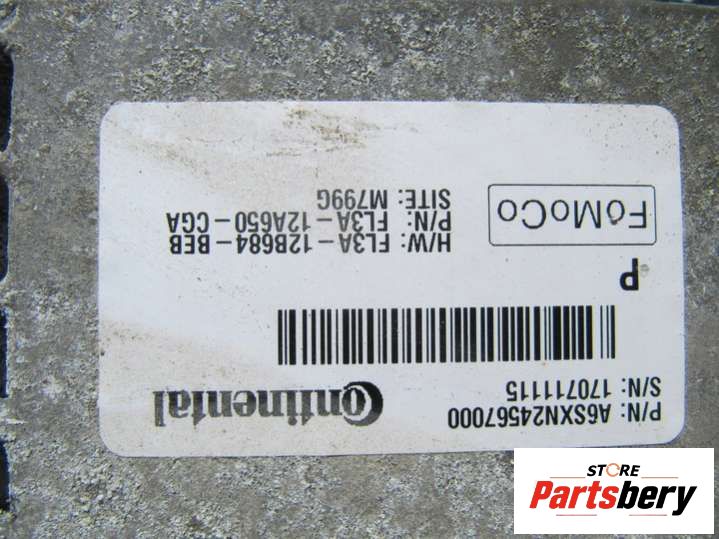 P/N: A6SXN24567000
S/N: 170711115
Continental
P
FoMoCo
H/W: FL3A-12B684-BEB
P/N: FL3A-12A650-CGA
SITE: M799G
STORE
Partsbery